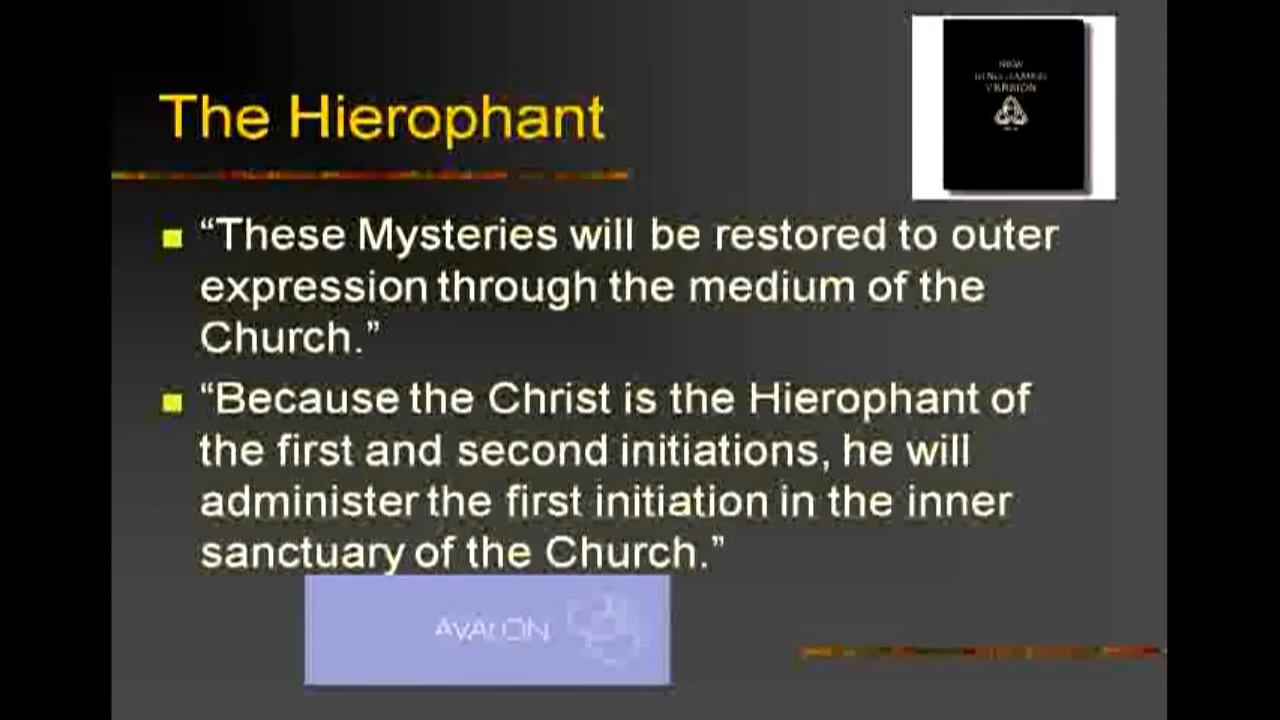 The Hierophant
NEW
VERSION
“These Mysteries will be restored to outer
expression through the medium of the
Church.”
“Because the Christ is the Hierophant of
the first and second initiations, he will
administer the first initiation in the inner
sanctuary of the Church.”
AVALON